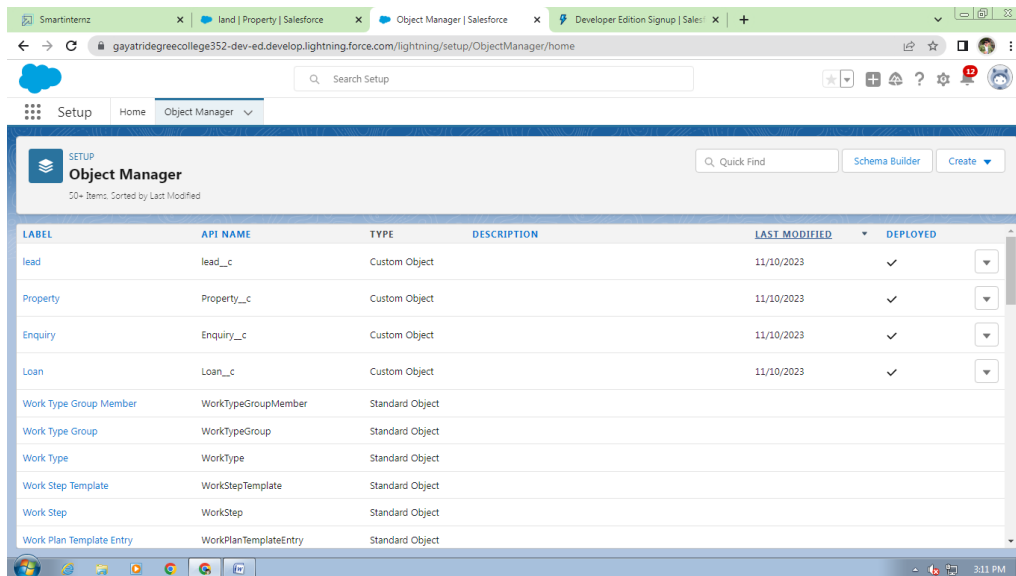 Smartinternz land | Property | Salesforce Object Manager | Salesforce Developer Edition Signup | Sales
gayatridegreecollege352-dev-ed.develop.lightning.force.com/lightning/setup/ObjectManager/home
Search Setup
12
Setup Home Object Manager
SETUP
Object Manager
50+ Items, Sorted by Last Modified
Quick Find Schema Builder Create
LABEL API NAME TYPE DESCRIPTION LAST MODIFIED DEPLOYED
lead lead__c Custom Object 11/10/2023
Property Property__c Custom Object 11/10/2023
Enquiry Enquiry__c Custom Object 11/10/2023
Loan Loan__c Custom Object 11/10/2023
Work Type Group Member WorkTypeGroupMember Standard Object
Work Type Group WorkTypeGroup Standard Object
Work Type WorkType Standard Object
Work Step Template WorkStepTemplate Standard Object
Work Step WorkStep Standard Object
Work Plan Template Entry WorkPlanTemplateEntry Standard Object
3:11 PM